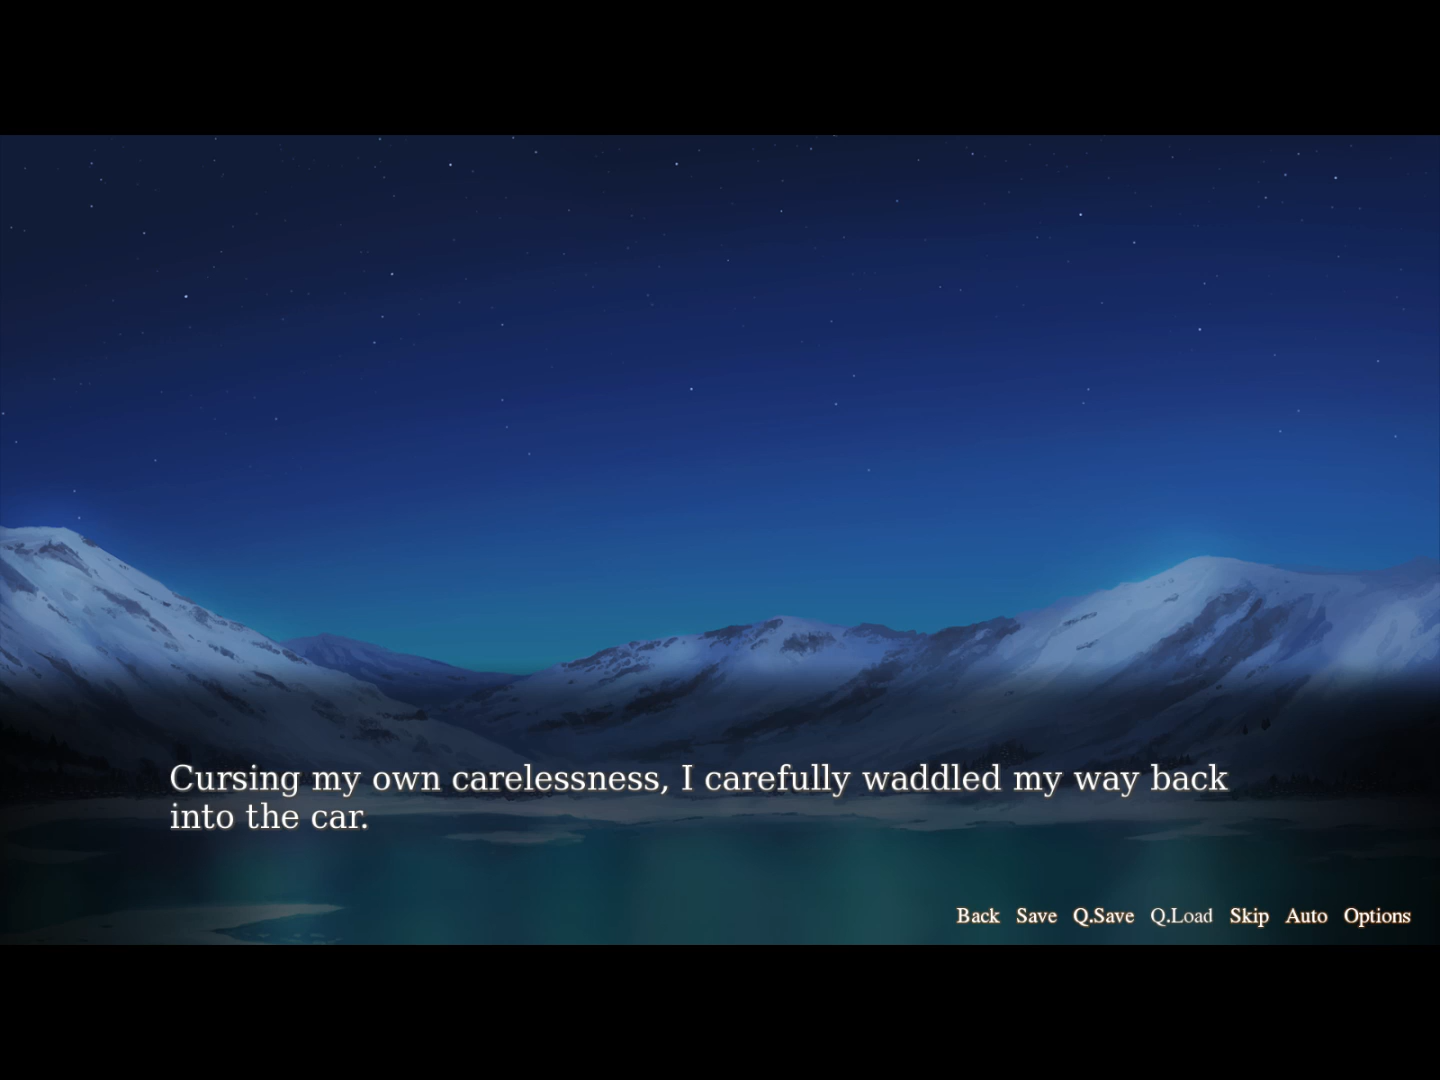 Cursing my own carelessness, I carefully waddled my way back
into the car.
Back Save Q.Save Q.Load Skip Auto Options